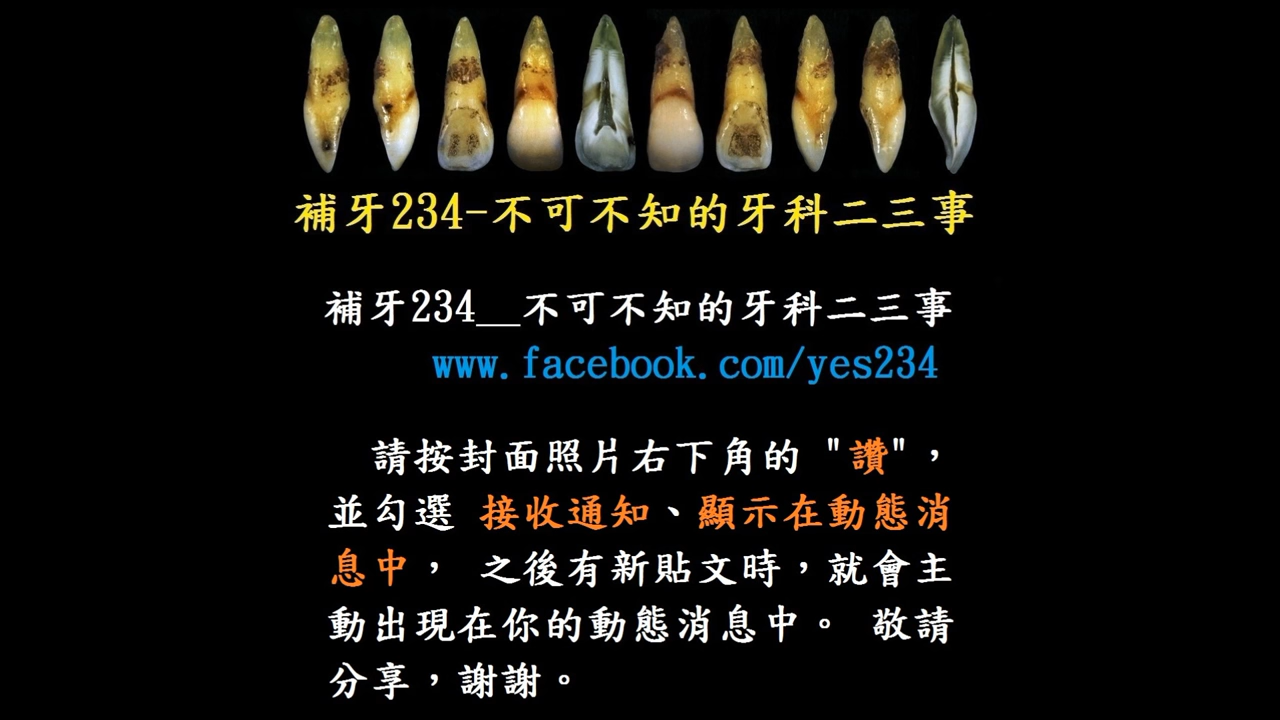 補牙234-不可不知的牙科二三事
補牙234__不可不知的牙科二三事
www.facebook.com/yes234
請按封面照片右下角的 "讚"，
並勾選 接收通知、顯示在動態消
息中， 之後有新貼文時，就會主
動出現在你的動態消息中。 敬請
分享，謝謝。